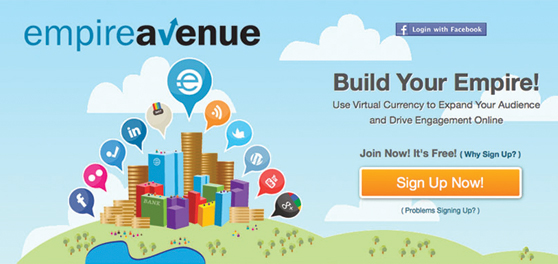 empireavenue
Login with Facebook
Build Your Empire!
Use Virtual Currency to Expand Your Audience
and Drive Engagement Online
Join Now! It's Free! ( Why Sign Up? )
Sign Up Now!
( Problems Signing Up? )
BANK